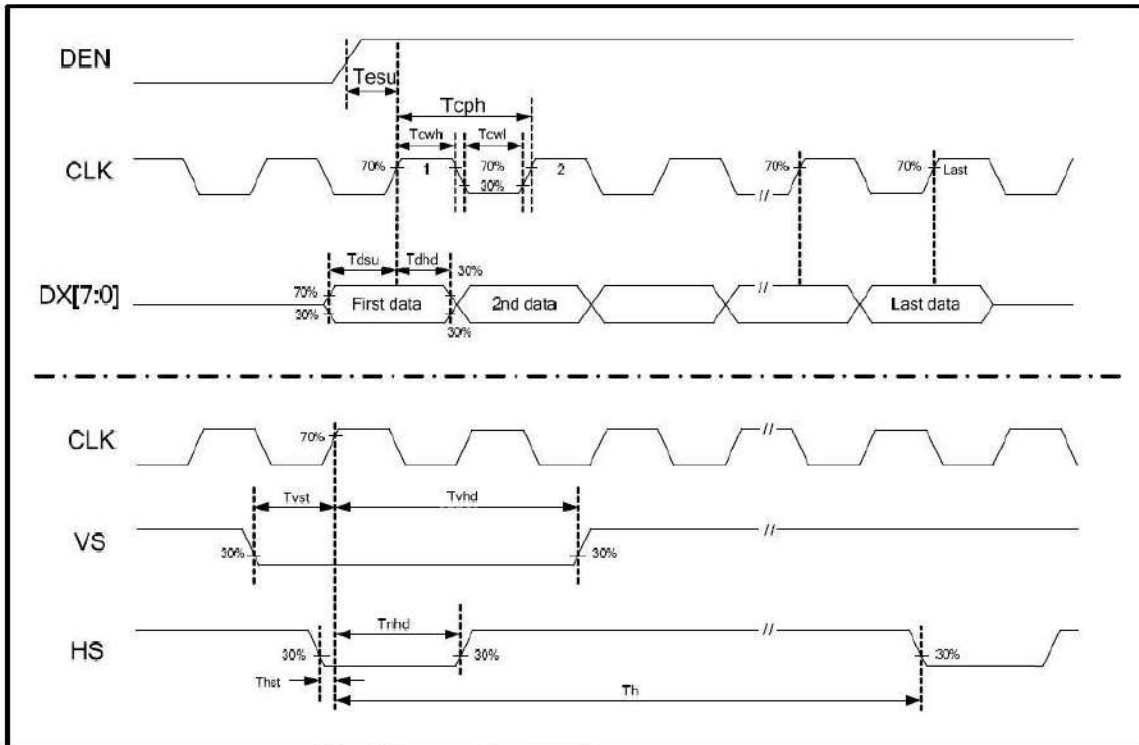 DEN
Tesu
Tcph
Tcwh
Tcwl
CLK
70%
1
70%
30%
2
70%
70%
Last
//
Tdsu
Tdhd
30%
DX[7:0]
70%
30%
First data
2nd data
//
Last data
30%
CLK
70%
//
Tvst
Tvhd
VS
30%
30%
//
Thhd
HS
30%
30%
//
30%
Thst
Th